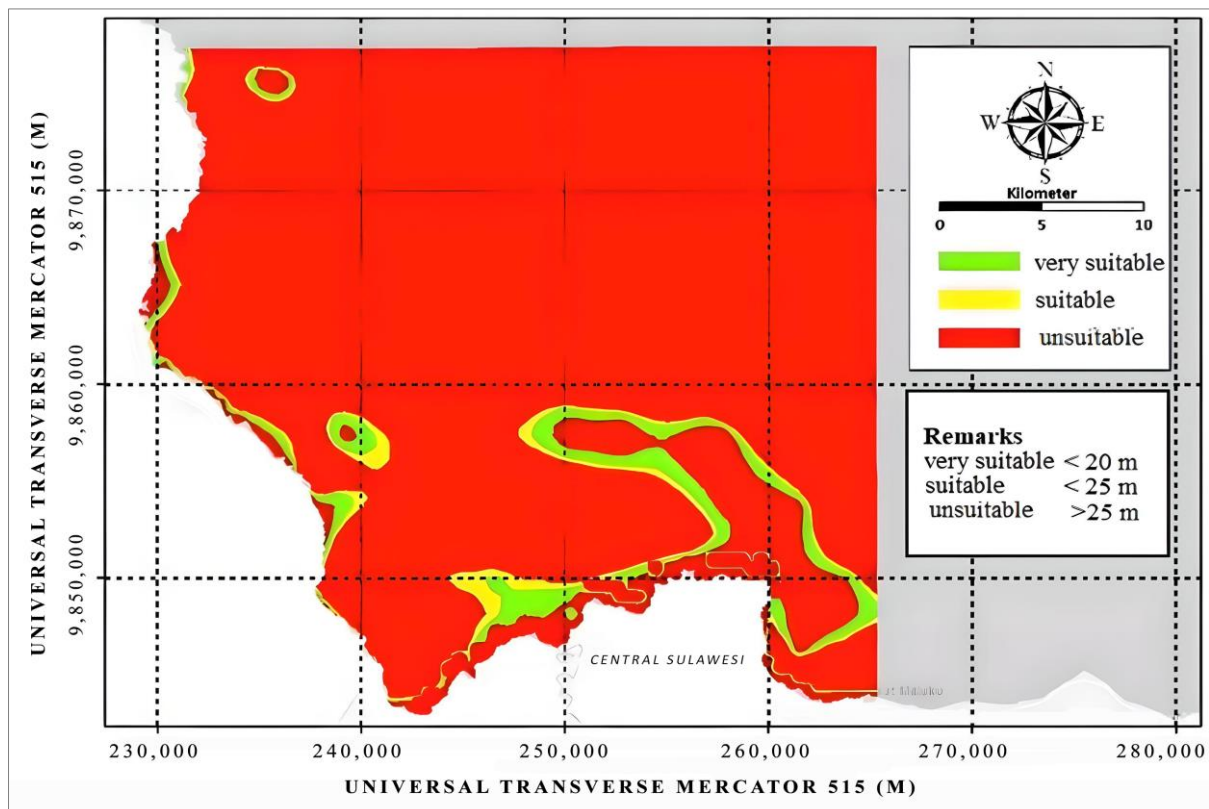 UNIVERSAL TRANSVERSE MERCATOR 515 (M)
9,870,000
9,860,000
9,850,000
N
W E
S
Kilometer
0 5 10
very suitable
suitable
unsuitable
Remarks
very suitable < 20 m
suitable < 25 m
unsuitable >25 m
CENTRAL SULAWESI
230,000 240,000 250,000 260,000 270,000 280,000
UNIVERSAL TRANSVERSE MERCATOR 515 (M)